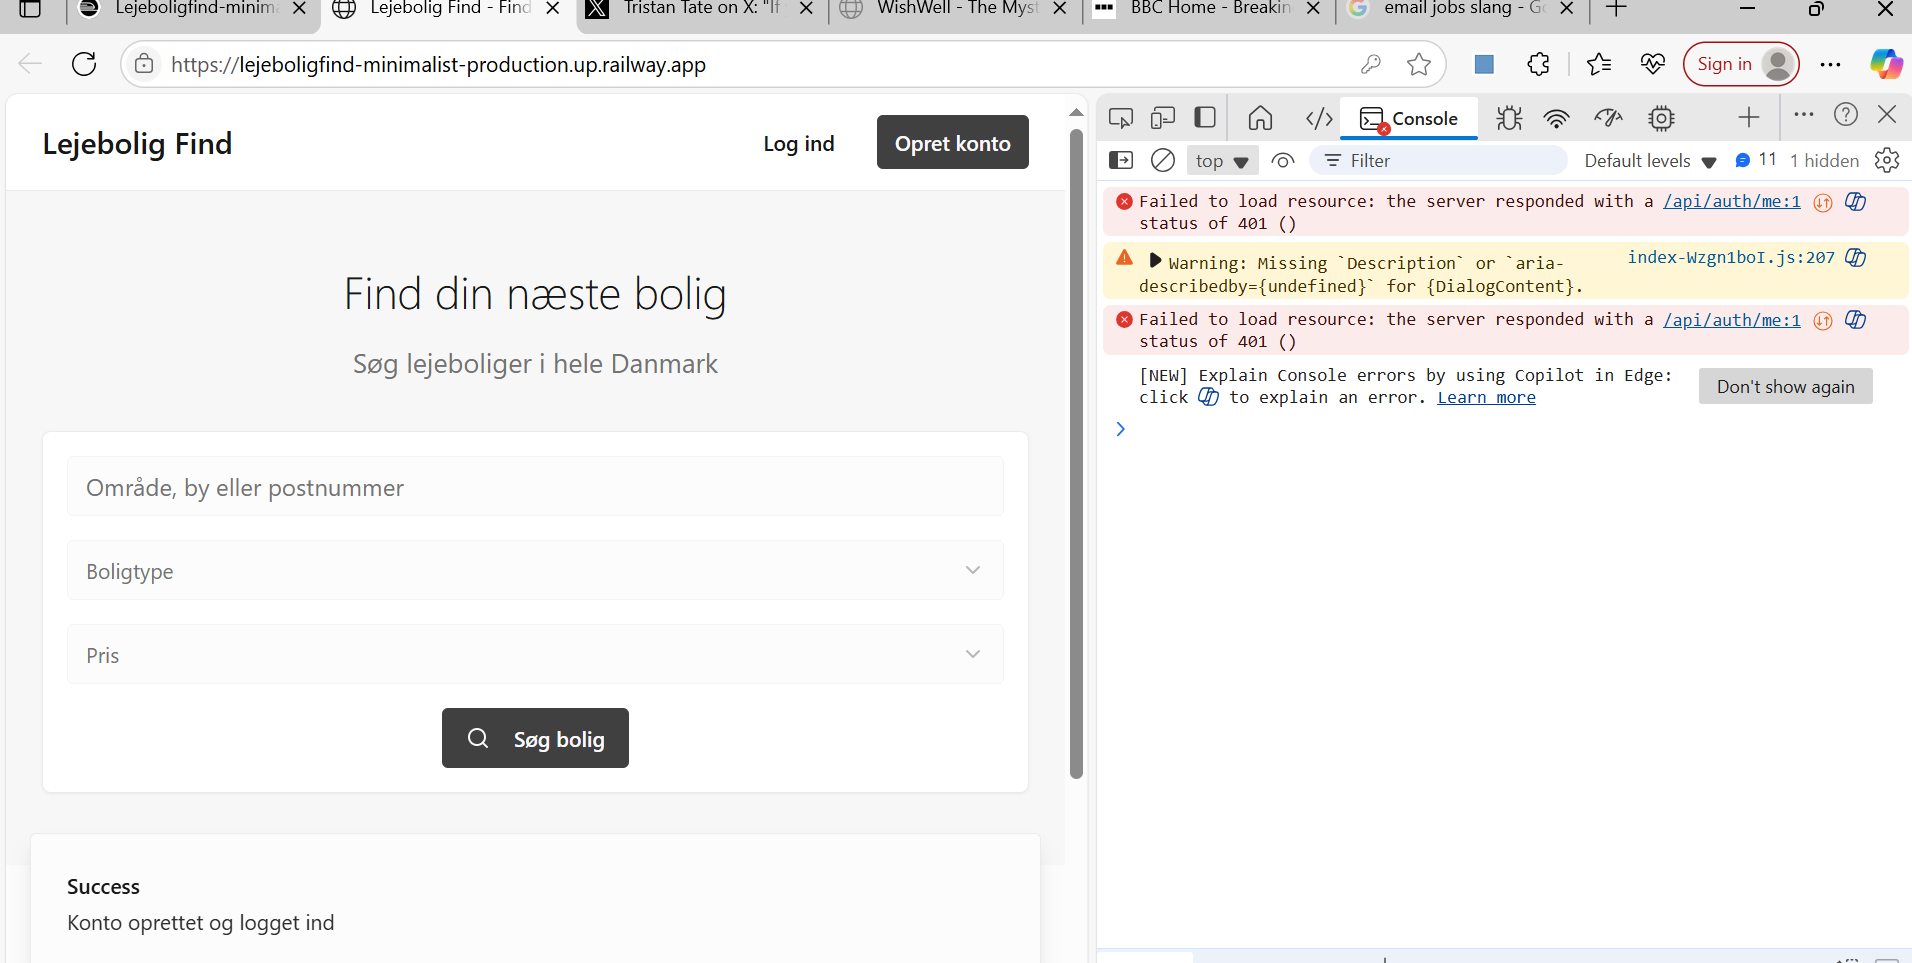 Lejeboligfind-minima
Lejebolig Find - Find
Tristan Tate on X: "If
WishWell - The Myst
BBC Home - Breakin
email jobs slang - Go
https://lejeboligfind-minimalist-production.up.railway.app
Sign in
Lejebolig Find
Log ind
Opret konto
Find din næste bolig
Søg lejeboliger i hele Danmark
Område, by eller postnummer
Boligtype
Pris
Søg bolig
Success
Konto oprettet og logget ind
Console
top
Filter
Default levels
11
1 hidden
Failed to load resource: the server responded with a /api/auth/me:1
status of 401 ()
Warning: Missing `Description` or `aria- index-Wzgn1boI.js:207
describedby={undefined}` for {DialogContent}.
Failed to load resource: the server responded with a /api/auth/me:1
status of 401 ()
[NEW] Explain Console errors by using Copilot in Edge:
click to explain an error. Learn more
Don't show again